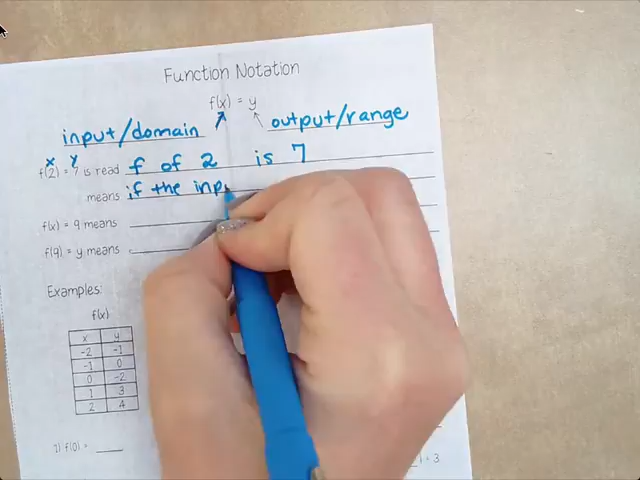 Function Notation
f(x) = y
input/domain output/range
x y
f(2) = 7 is read f of 2 is 7
means if the inp
f(x) = 9 means
f(9) = y means
Examples:
f(x)
x y
-2 -1
-1 0
0 -2
1 3
2 4
1) f(0) =
= 3